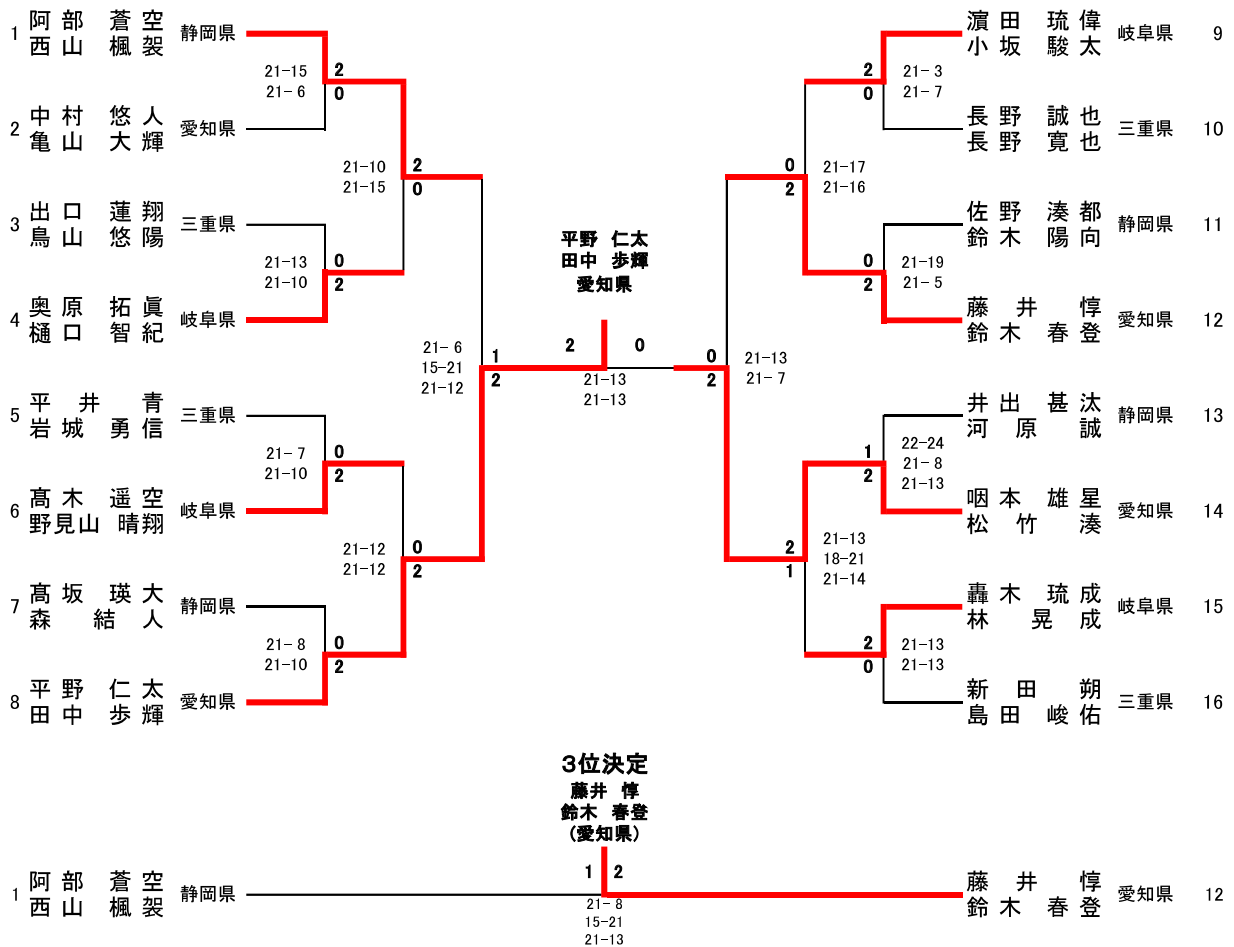 1 阿部 蒼空 静岡県
西山 楓袈
21-15 2
21- 6 0
2 中村 悠人 愛知県
亀山 大輝
21-10 2
21-15 0
3 出口 蓮翔 三重県
鳥山 悠陽
21-13 0
21-10 2
4 奥原 拓眞 岐阜県
樋口 智紀
21- 6 1
15-21 2
21-12
5 平井 青 三重県
岩城 勇信
21- 7 0
21-10 2
6 髙木 遥空 岐阜県
野見山 晴翔
21-12 0
21-12 2
7 髙坂 瑛大 静岡県
森 結人
21- 8 0
21-10 2
8 平野 仁太 愛知県
田中 歩輝
平野 仁太
田中 歩輝
愛知県
2 0
21-13
21-13
濵田 琉偉 岐阜県 9
小坂 駿太
2 21- 3
0 21- 7
長野 誠也 三重県 10
長野 寛也
0 21-17
2 21-16
佐野 湊都 静岡県 11
鈴木 陽向
0 21-19
2 21- 5
藤井 惇 愛知県 12
鈴木 春登
0 21-13
2 21- 7
井出 甚汰 静岡県 13
河原 誠
1 22-24
2 21- 8
21-13
咽本 雄星 愛知県 14
松竹 湊
2 21-13
1 18-21
21-14
轟木 琉成 岐阜県 15
林 晃成
2 21-13
0 21-13
新田 朔 三重県 16
島田 峻佑
3位決定
藤井 惇
鈴木 春登
(愛知県)
1 2
1 阿部 蒼空 静岡県
西山 楓袈
21- 8
15-21
21-13
藤井 惇 愛知県 12
鈴木 春登